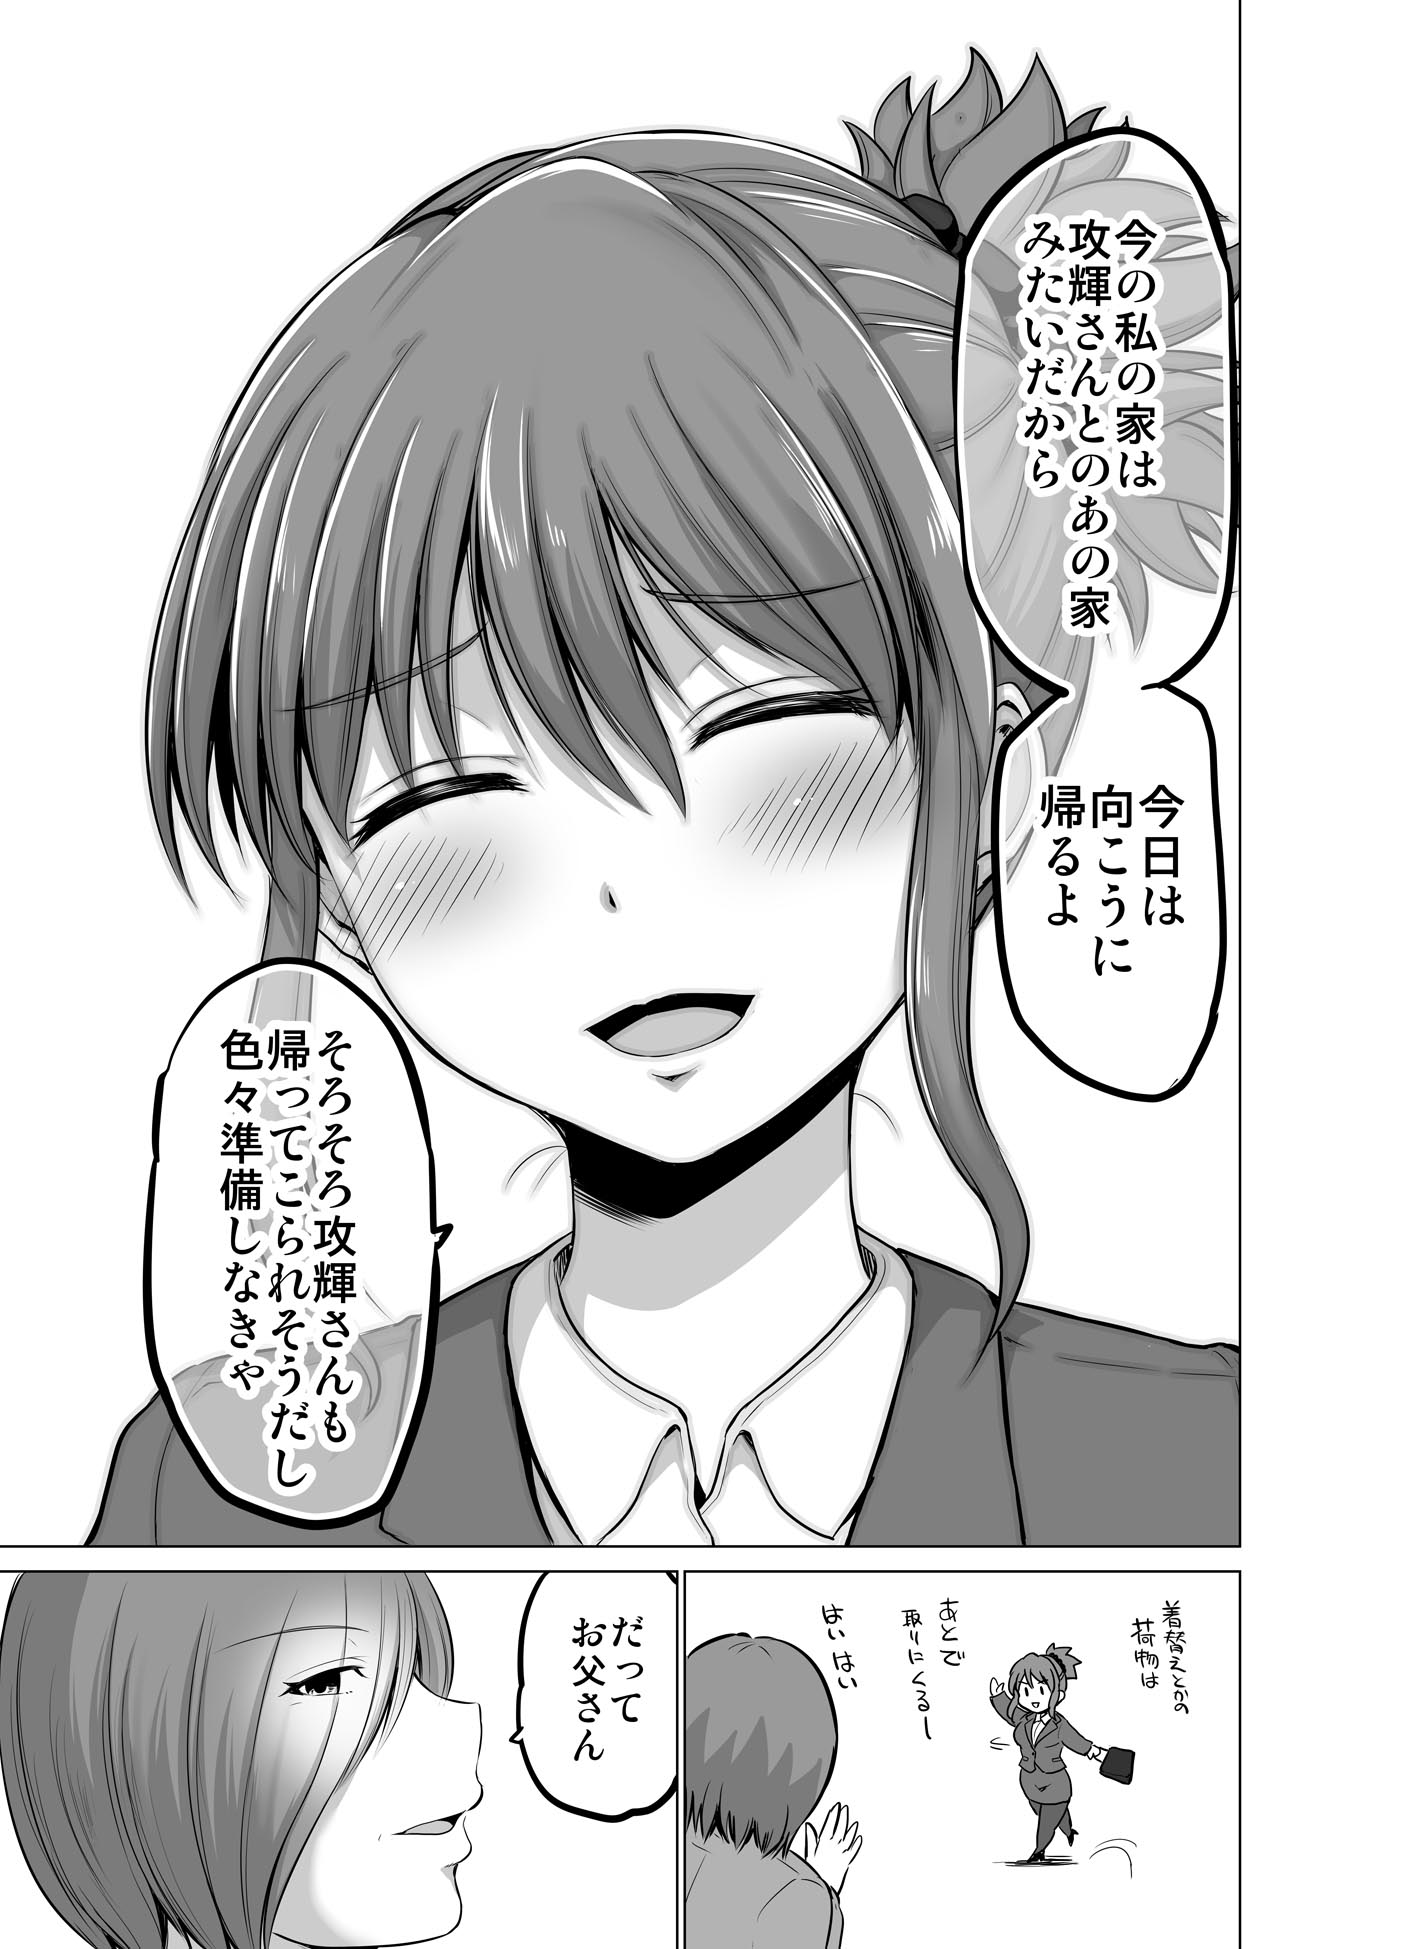 今の私の家は
攻輝さんとのあの家
みたいだから
今日は
向こうに
帰るよ
そろそろ攻輝さんも
帰ってこられそうだし
色々準備しなきゃ
着替えとかの
荷物は
あとで
取りにくるー
はいはい
だって
お父さん